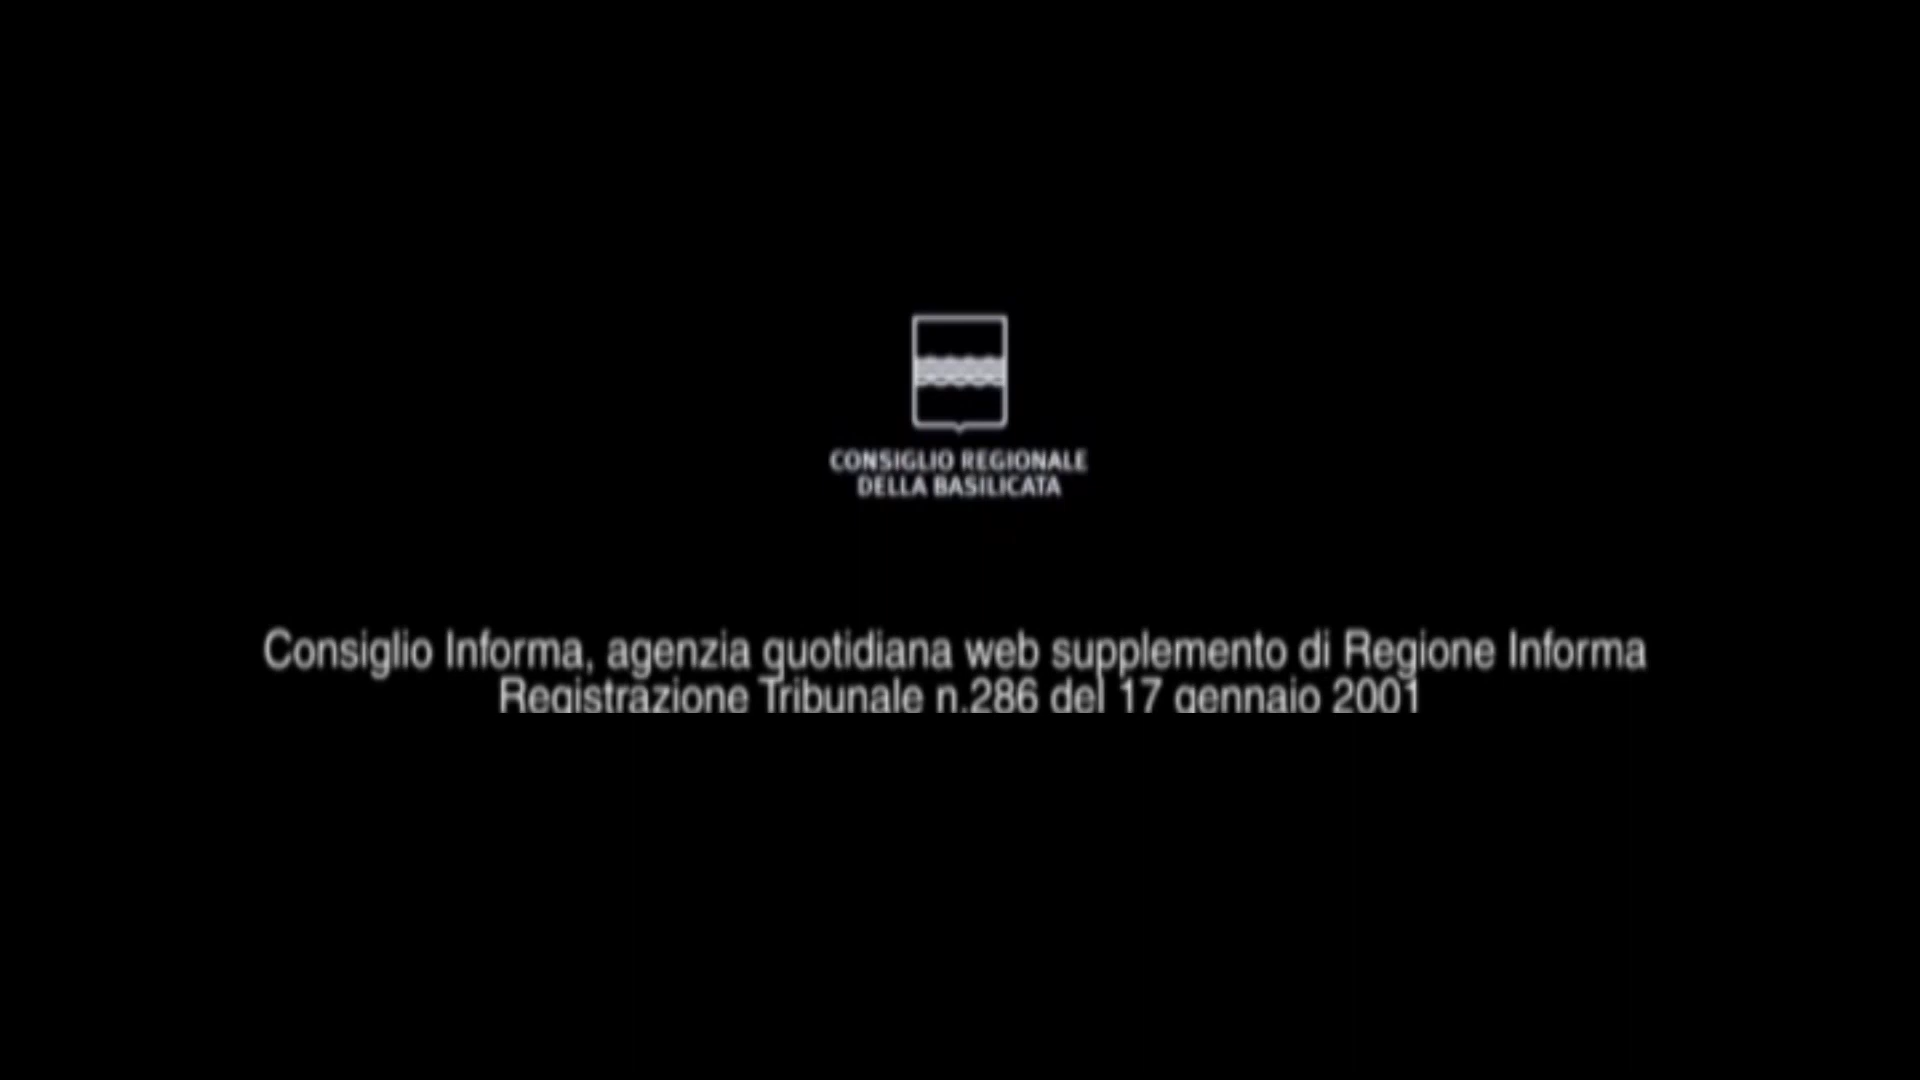 CONSIGLIO REGIONALE
DELLA BASILICATA
Consiglio Informa, agenzia quotidiana web supplemento di Regione Informa
Registrazione Tribunale n.286 del 17 gennaio 2001